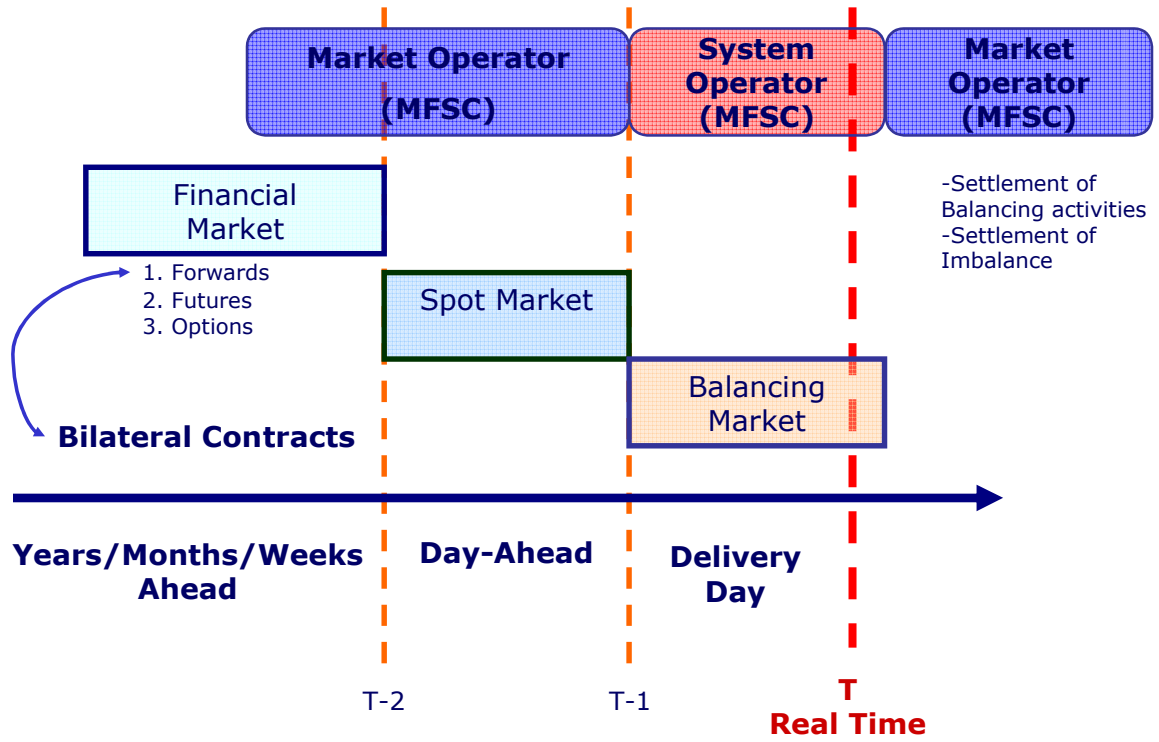 Market Operator
(MFSC)
System
Operator
(MFSC)
Market
Operator
(MFSC)
Financial
Market
-Settlement of
Balancing activities
-Settlement of
Imbalance
1. Forwards
2. Futures
3. Options
Spot Market
Balancing
Market
Bilateral Contracts
Years/Months/Weeks
Ahead
Day-Ahead
Delivery
Day
T-2
T-1
T
Real Time